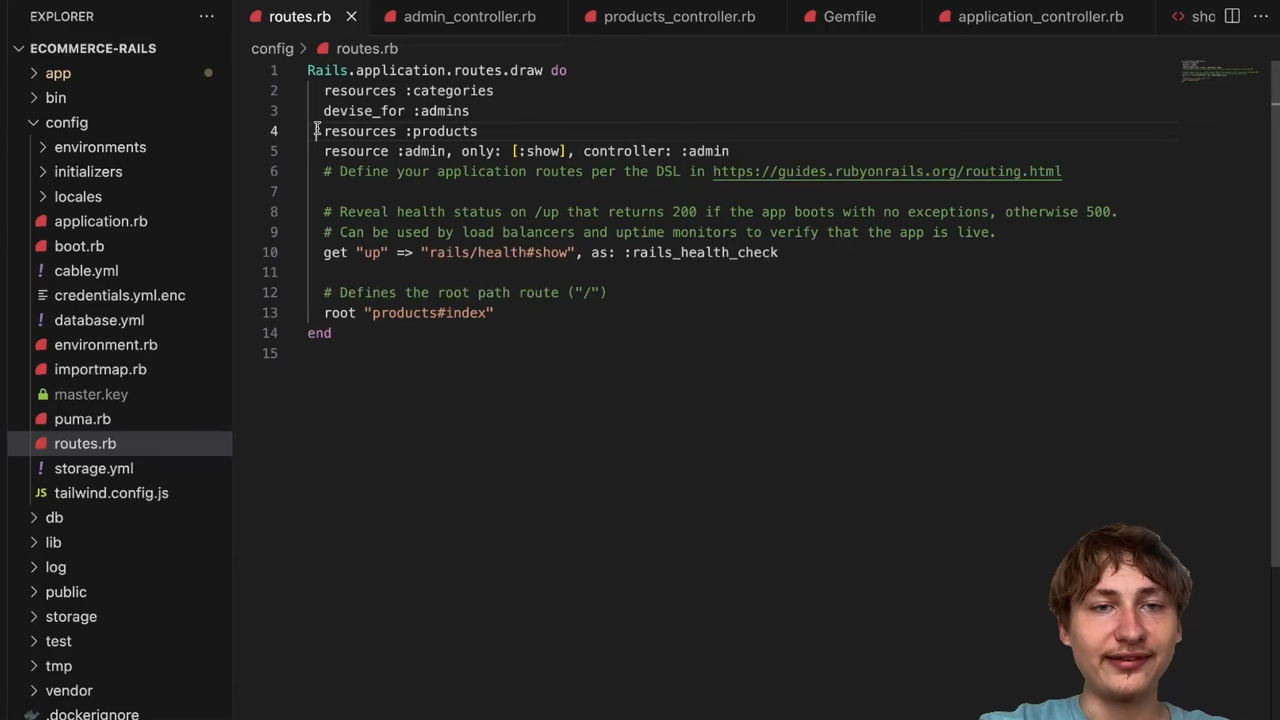 EXPLORER
routes.rb
admin_controller.rb
products_controller.rb
Gemfile
application_controller.rb
sho
ECOMMERCE-RAILS
config > routes.rb
app
bin
config
environments
initializers
locales
application.rb
boot.rb
! cable.yml
credentials.yml.enc
! database.yml
environment.rb
importmap.rb
master.key
puma.rb
routes.rb
! storage.yml
JS tailwind.config.js
db
lib
log
public
storage
test
tmp
vendor
.dockerignore
1 Rails.application.routes.draw do
2 resources :categories
3 devise_for :admins
4 resources :products
5 resource :admin, only: [:show], controller: :admin
6 # Define your application routes per the DSL in https://guides.rubyonrails.org/routing.html
7
8 # Reveal health status on /up that returns 200 if the app boots with no exceptions, otherwise 500.
9 # Can be used by load balancers and uptime monitors to verify that the app is live.
10 get "up" => "rails/health#show", as: :rails_health_check
11
12 # Defines the root path route ("/")
13 root "products#index"
14 end
15